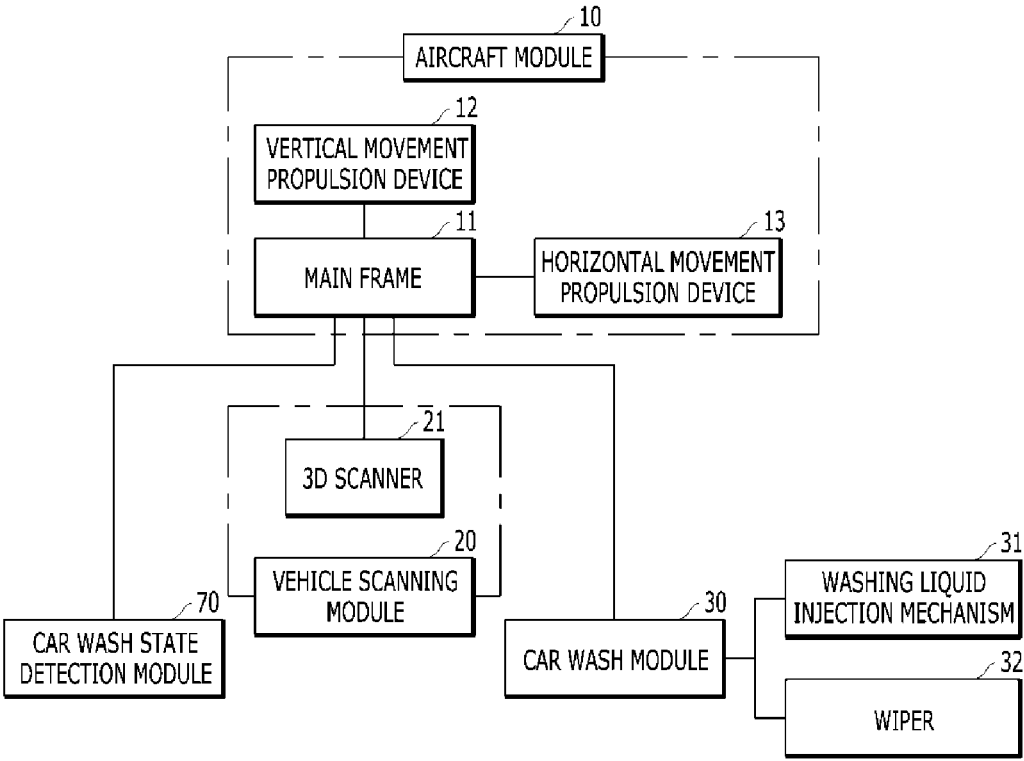 10
AIRCRAFT MODULE
12
VERTICAL MOVEMENT
PROPULSION DEVICE
11
MAIN FRAME
13
HORIZONTAL MOVEMENT
PROPULSION DEVICE
21
3D SCANNER
20
VEHICLE SCANNING
MODULE
70
CAR WASH STATE
DETECTION MODULE
30
CAR WASH MODULE
31
WASHING LIQUID
INJECTION MECHANISM
32
WIPER